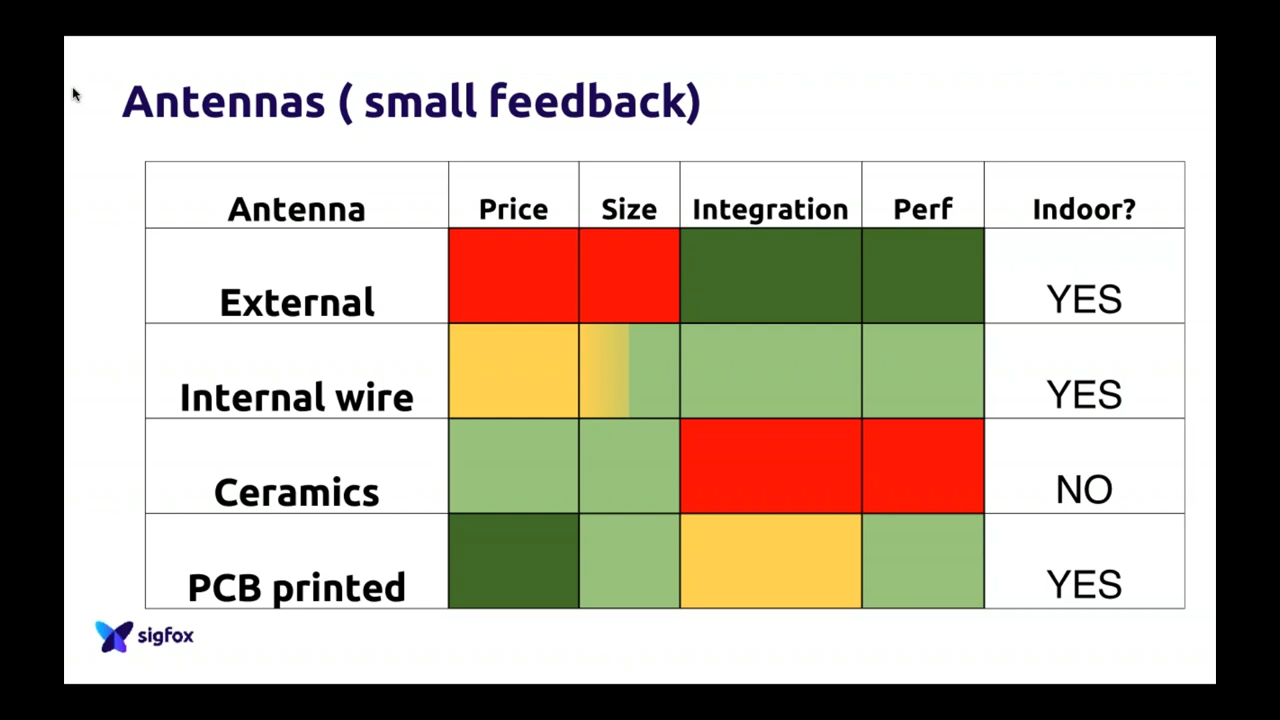 Antennas ( small feedback)
Antenna Price Size Integration Perf Indoor?
External YES
Internal wire YES
Ceramics NO
PCB printed YES
sigfox